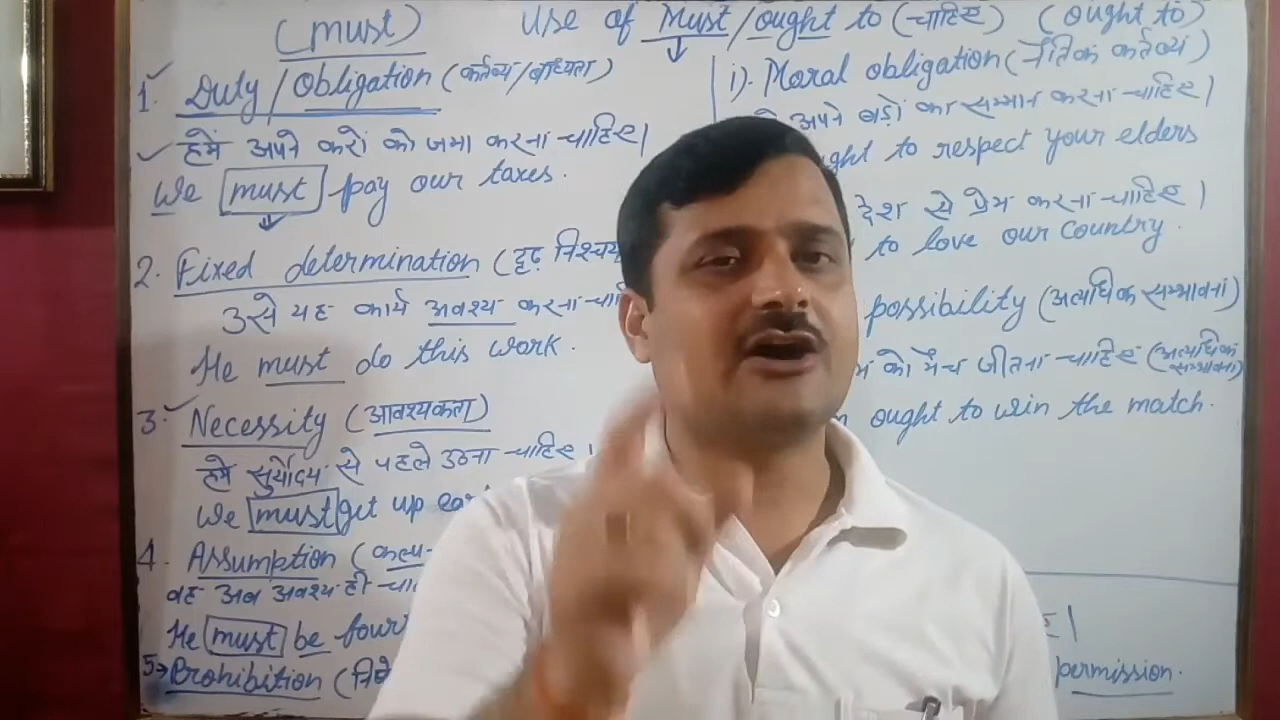 (must) Use of Must/ought to (चाहिए) (ought to)
1. Duty/Obligation (कर्तव्य/बाध्यता)
हमें अपने करों को जमा करना चाहिए।
We must pay our taxes.
2. Fixed determination (दृढ़ निश्चय
उसे यह कार्य अवश्य करना
He must do this work.
3. Necessity (आवश्यकता)
हमें सूर्योदय से पहले उठना चाहिए।
We must get up
4. Assumption (
वह अब अवश्य ही
He must be
5→ Prohibition (
i). Moral obligation (नैतिक कर्तव्य)
अपने बड़ों का सम्मान करना चाहिए।
to respect your elders
देश से प्रेम करना चाहिए।
to love our country.
possibility (अत्यधिक सम्भावना)
को मैच जीतना चाहिए (अत्यधिक सम्भावना)
ought to win the match.
permission.